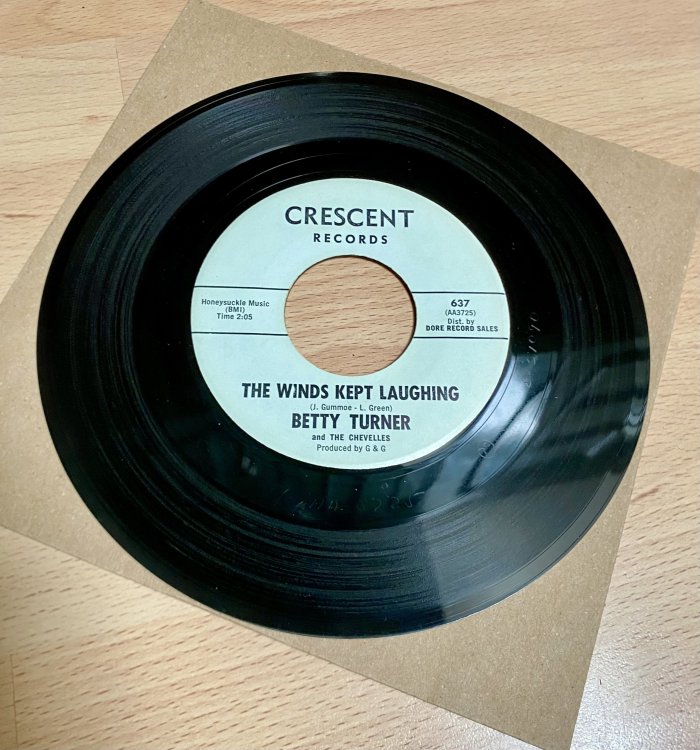 CRESCENT
RECORDS
Honeysuckle Music
(BMI)
Time 2:05
637
(AA3725)
Dist. by
DORE RECORD SALES
THE WINDS KEPT LAUGHING
(J. Gummoe - L. Green)
BETTY TURNER
and THE CHEVELLES
Produced by G & G